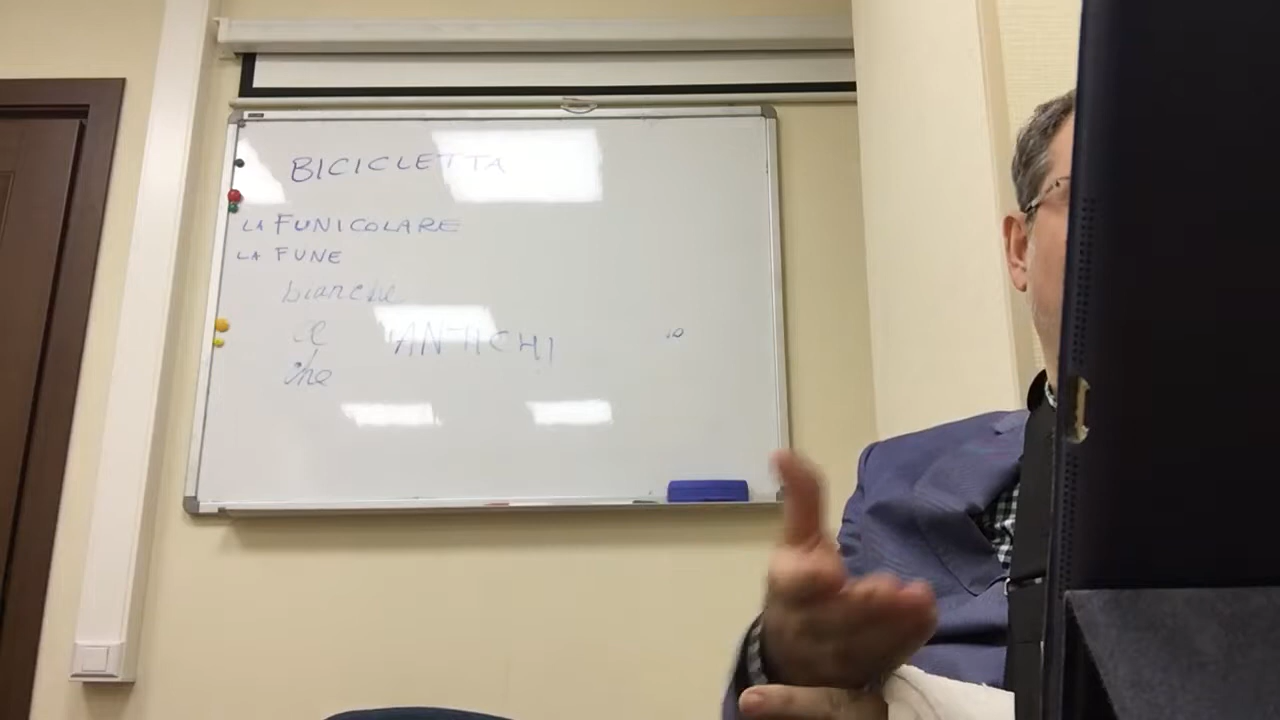 BICICLETTA
LA FUNICOLARE
LA FUNE
bianche
ANTICHI
che